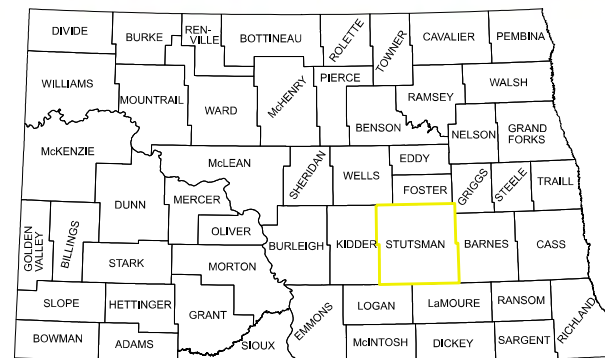 DIVIDE
BURKE
REN-
VILLE
BOTTINEAU
ROLETTE
TOWNER
CAVALIER
PEMBINA
WILLIAMS
MOUNTRAIL
WARD
McHENRY
PIERCE
RAMSEY
WALSH
BENSON
NELSON
GRAND
FORKS
McKENZIE
McLEAN
SHERIDAN
WELLS
EDDY
FOSTER
GRIGGS
STEELE
TRAILL
DUNN
MERCER
OLIVER
GOLDEN
VALLEY
BILLINGS
STARK
MORTON
BURLEIGH
KIDDER
STUTSMAN
BARNES
CASS
SLOPE
HETTINGER
GRANT
EMMONS
LOGAN
LaMOURE
RANSOM
RICHLAND
BOWMAN
ADAMS
SIOUX
McINTOSH
DICKEY
SARGENT